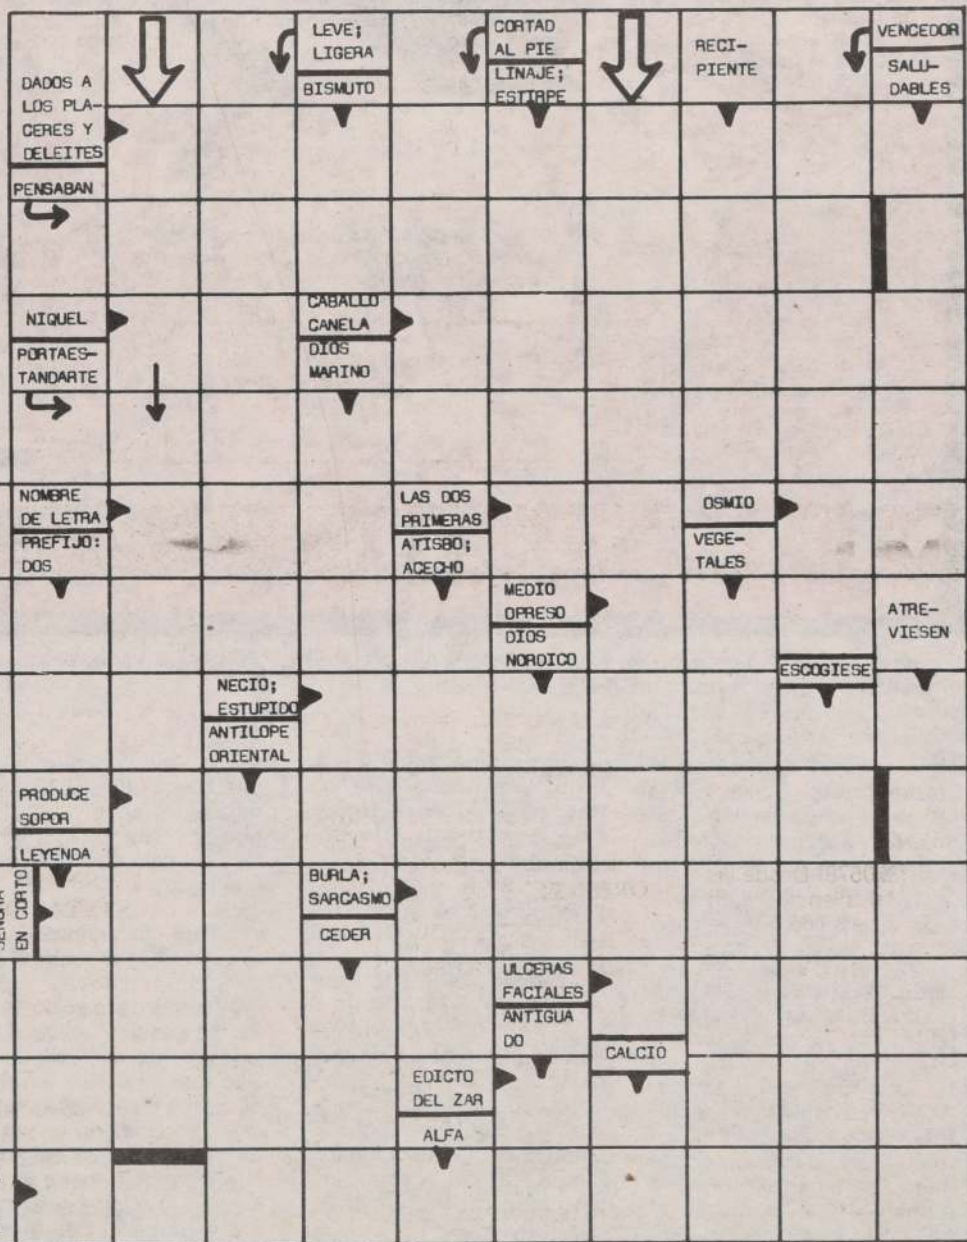 LEVE;
LIGERA
BISMUTO
CORTAD
AL PIE
LINAJE;
ESTIRPE
RECI-
PIENTE
VENCEDOR
SALU-
DABLES
DADOS A
LOS PLA-
CERES Y
DELEITES
PENSABAN
NIQUEL
PORTAES-
TANDARTE
CABALLO
CANELA
DIOS
MARINO
NOMBRE
DE LETRA
PREFIJO:
DOS
LAS DOS
PRIMERAS
ATISBO;
ACECHO
OSMIO
VEGE-
TALES
MEDIO
OPRESO
DIOS
NORDICO
ATRE-
VIESEN
ESCOGIESE
NECIO;
ESTUPIDO
ANTILOPE
ORIENTAL
PRODUCE
SOPOR
LEYENDA
EN CORTO
BURLA;
SARCASMO
CEDER
ULCERAS
FACIALES
ANTIGUA
DO
CALCIO
EDICTO
DEL ZAR
ALFA